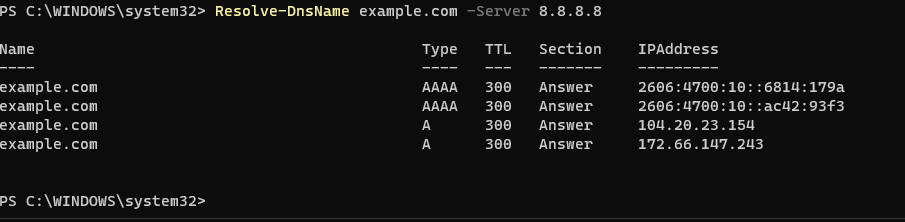 PS C:\WINDOWS\system32> Resolve-DnsName example.com -Server 8.8.8.8
Name Type TTL Section IPAddress
---- ---- --- ------- ---------
example.com AAAA 300 Answer 2606:4700:10::6814:179a
example.com AAAA 300 Answer 2606:4700:10::ac42:93f3
example.com A 300 Answer 104.20.23.154
example.com A 300 Answer 172.66.147.243
PS C:\WINDOWS\system32>